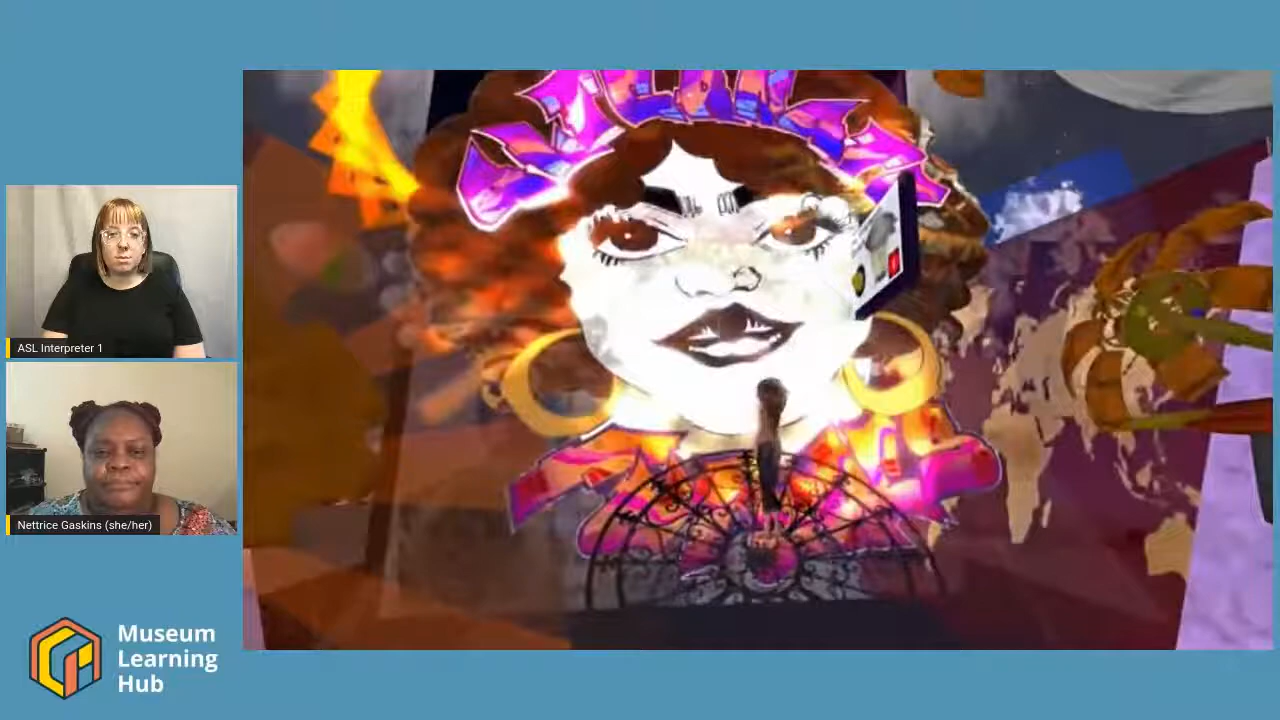 ASL Interpreter 1
Nettrice Gaskins (she/her)
Museum
Learning
Hub